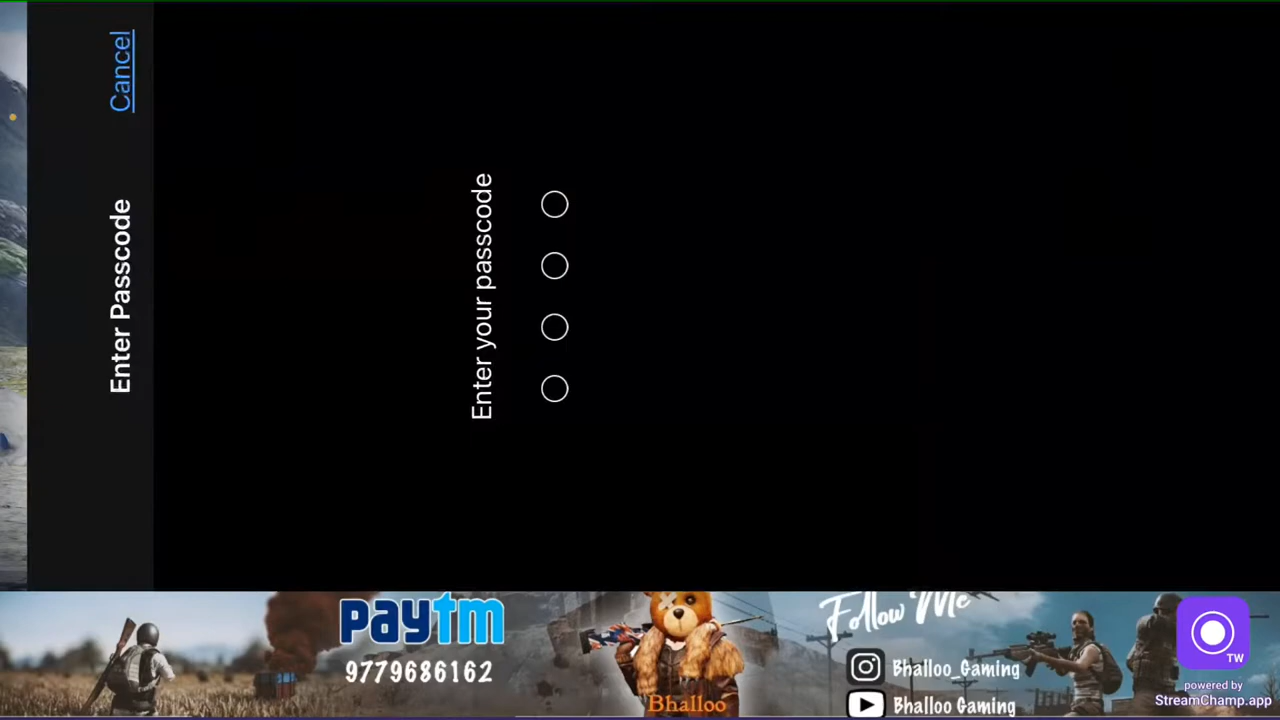 Cancel
Enter Passcode
Enter your passcode
paytm
9779686162
Bhalloo
Follow Me
Bhalloo_Gaming
Bhalloo Gaming
TW
powered by
StreamChamp.app